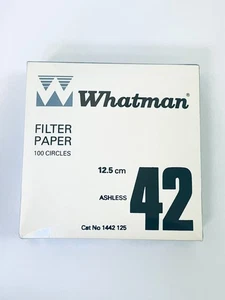 Whatman®
FILTER
PAPER
100 CIRCLES
12.5 cm
ASHLESS
42
Cat No 1442 125